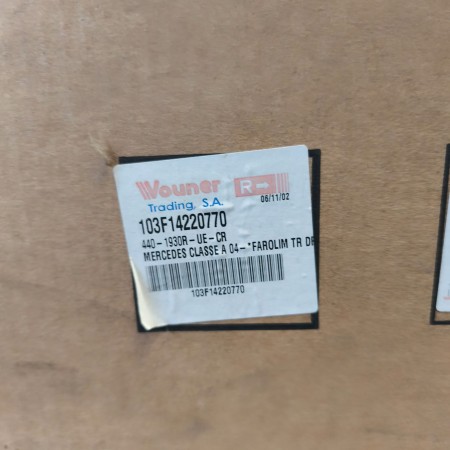 Wouner R
Trading, S.A. 06/11/02
103F14220770
440-1930R-UE-CR
MERCEDES CLASSE A 04-*FAROLIM TR
103F14220770